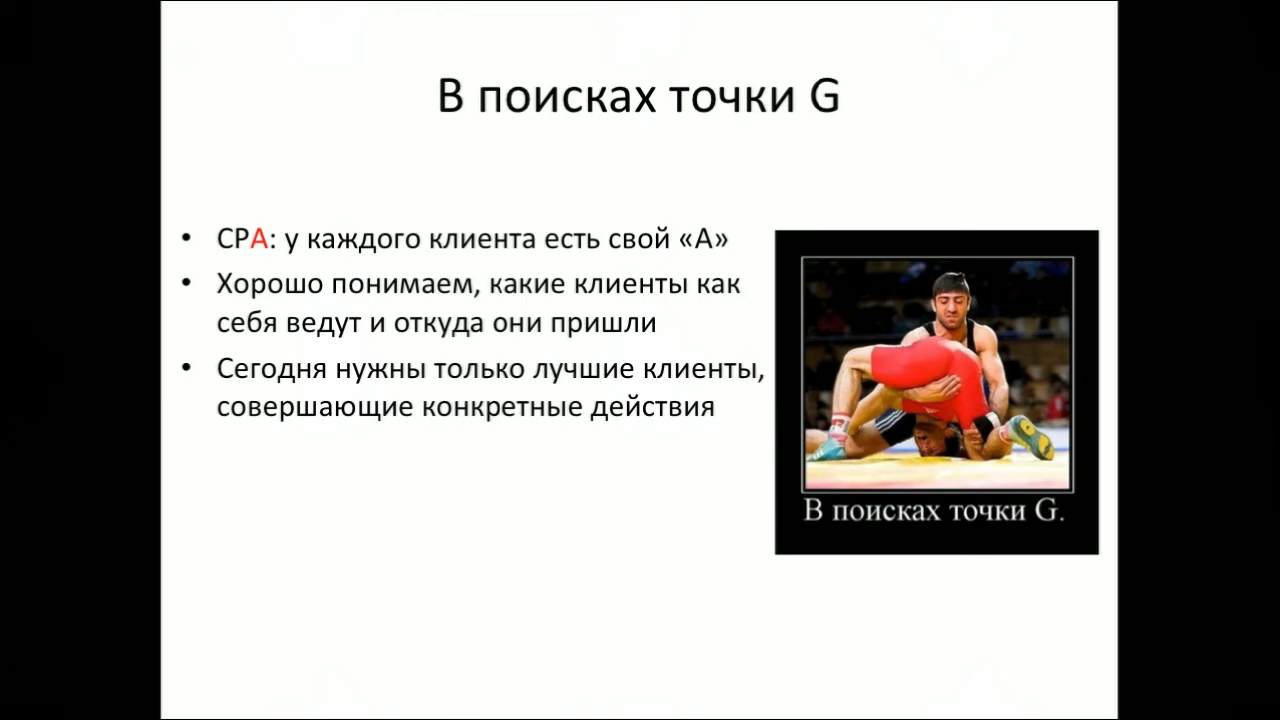 В поисках точки G
• CPA: у каждого клиента есть свой «А»
• Хорошо понимаем, какие клиенты как
себя ведут и откуда они пришли
• Сегодня нужны только лучшие клиенты,
совершающие конкретные действия
В поисках точки G.